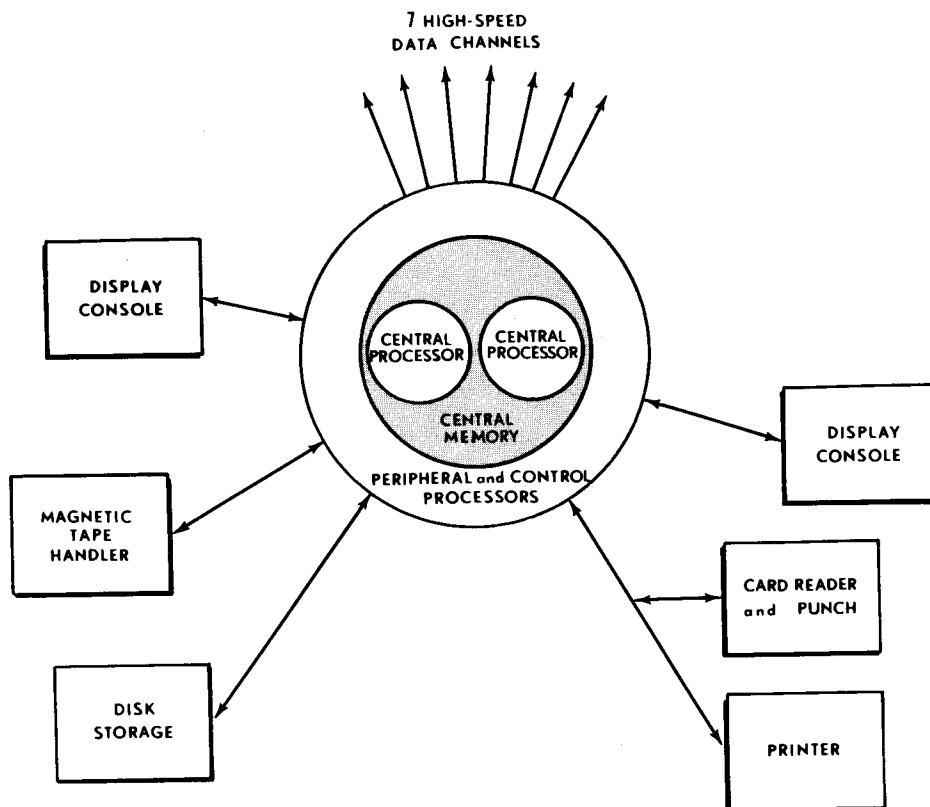 7 HIGH-SPEED
DATA CHANNELS
DISPLAY
CONSOLE
CENTRAL
PROCESSOR
CENTRAL
PROCESSOR
CENTRAL
MEMORY
PERIPHERAL and CONTROL
PROCESSORS
DISPLAY
CONSOLE
MAGNETIC
TAPE
HANDLER
CARD READER
and PUNCH
DISK
STORAGE
PRINTER